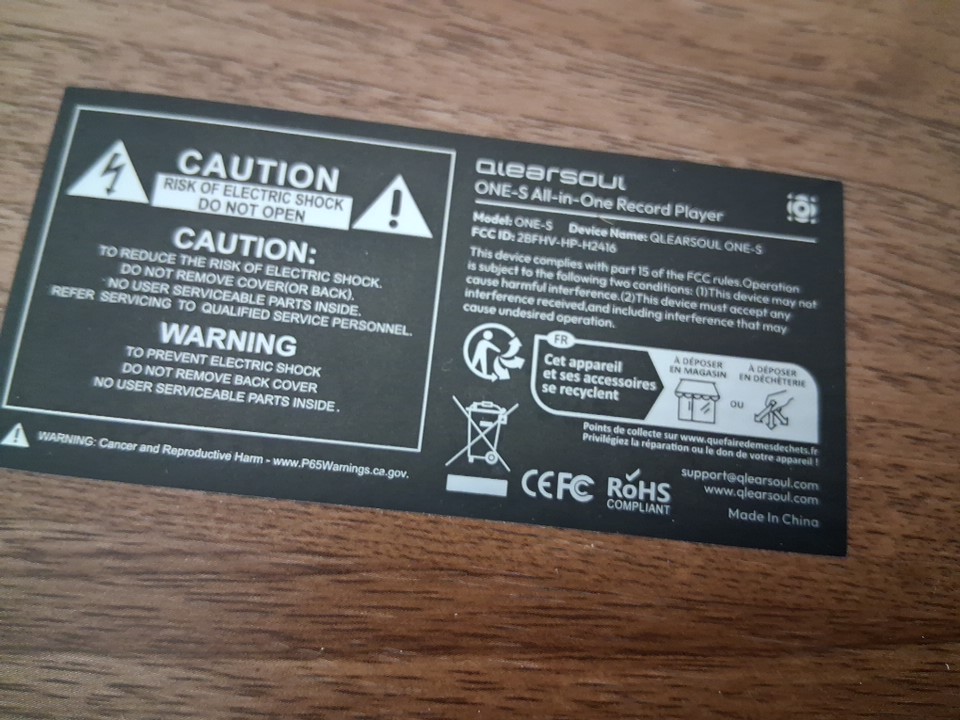 CAUTION
RISK OF ELECTRIC SHOCK
DO NOT OPEN
CAUTION:
TO REDUCE THE RISK OF ELECTRIC SHOCK.
DO NOT REMOVE COVER(OR BACK).
NO USER SERVICEABLE PARTS INSIDE.
REFER SERVICING TO QUALIFIED SERVICE PERSONNEL.
WARNING
TO PREVENT ELECTRIC SHOCK
DO NOT REMOVE BACK COVER
NO USER SERVICEABLE PARTS INSIDE.
WARNING: Cancer and Reproductive Harm - www.P65Warnings.ca.gov.
QLEARSOUL
ONE-S All-in-One Record Player
Model: ONE-S Device Name: QLEARSOUL ONE-S
FCC ID: 2BFHV-HP-H2416
This device complies with part 15 of the FCC rules. Operation
is subject to the following two conditions: (1)This device may not
cause harmful interference.(2)This device must accept any
interference received,and including interference that may
cause undesired operation.
FR
Cet appareil
et ses accessoires
se recyclent
À DÉPOSER
EN MAGASIN
OU
À DÉPOSER
EN DÉCHÈTERIE
Points de collecte sur www.quefairedemesdechets.fr
Privilégiez la réparation ou le don de votre appareil !
CE FC RoHS
COMPLIANT
support@qlearsoul.com
www.qlearsoul.com
Made In China